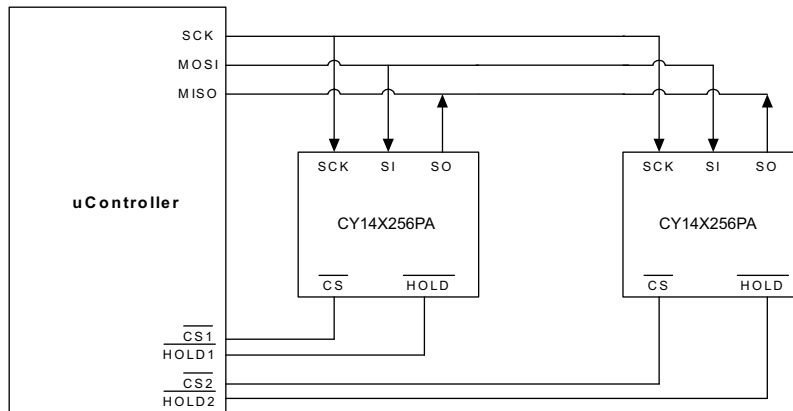 SCK
MOSI
MISO
SCK SI SO
SCK SI SO
uController
CY14X256PA
CY14X256PA
CS HOLD
CS HOLD
CS1
HOLD1
CS2
HOLD2